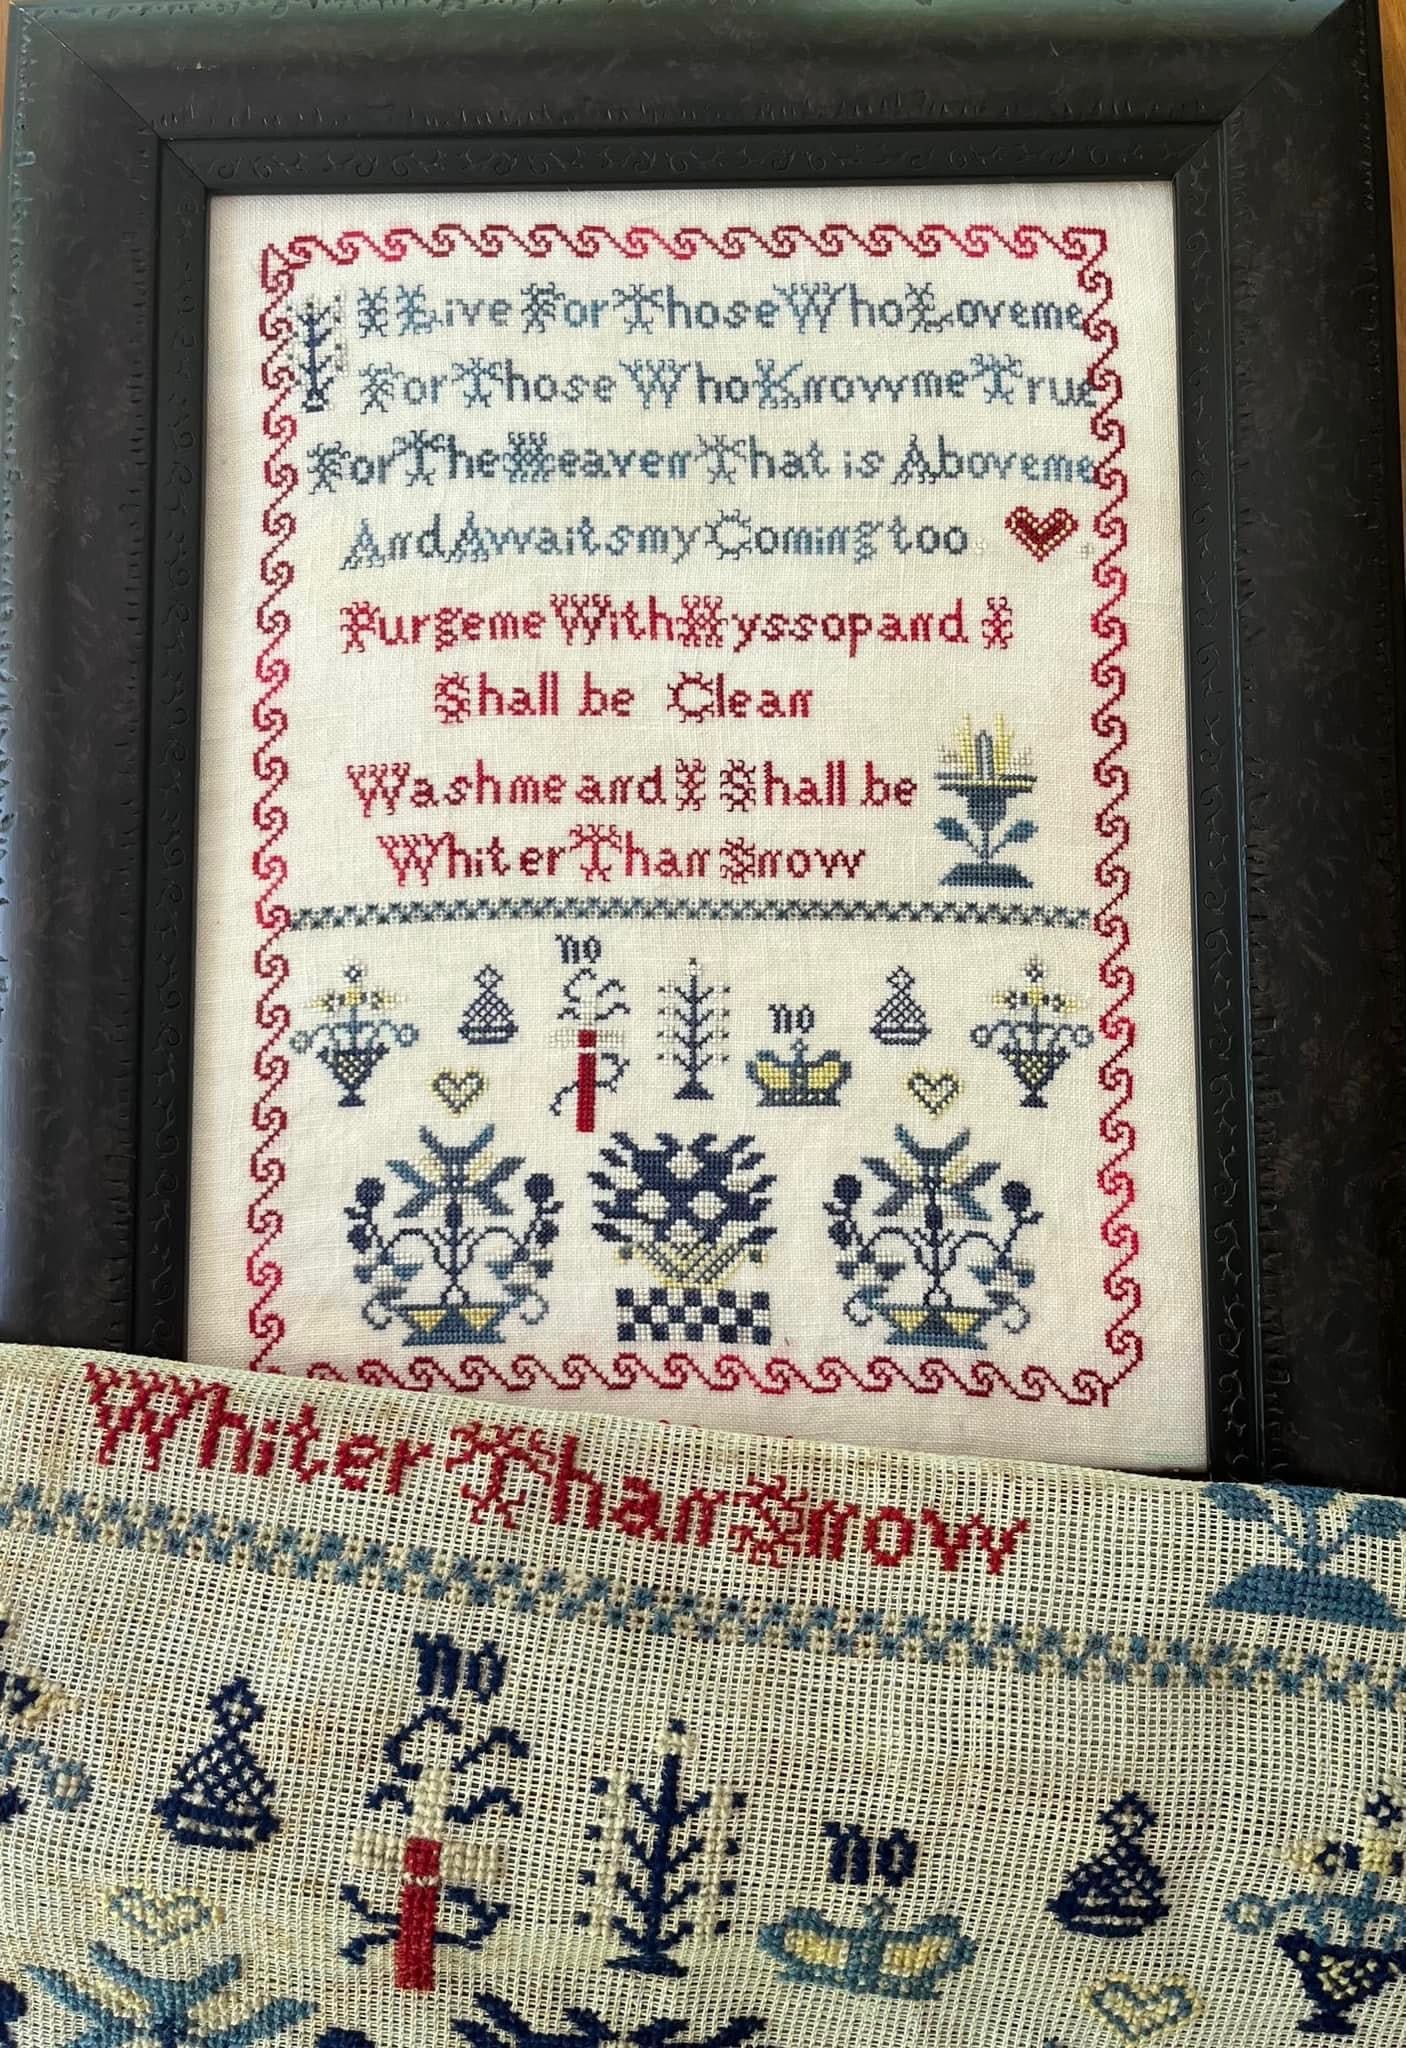 I Live For Those Who Love me
For Those Who Know me True
For The Heaven That is Above me
And Awaits my Coming too
Purge me With Hyssop and I
Shall be Clean
Wash me and I Shall be
Whiter Than Snow
no
no
Whiter Than Snow
no
no